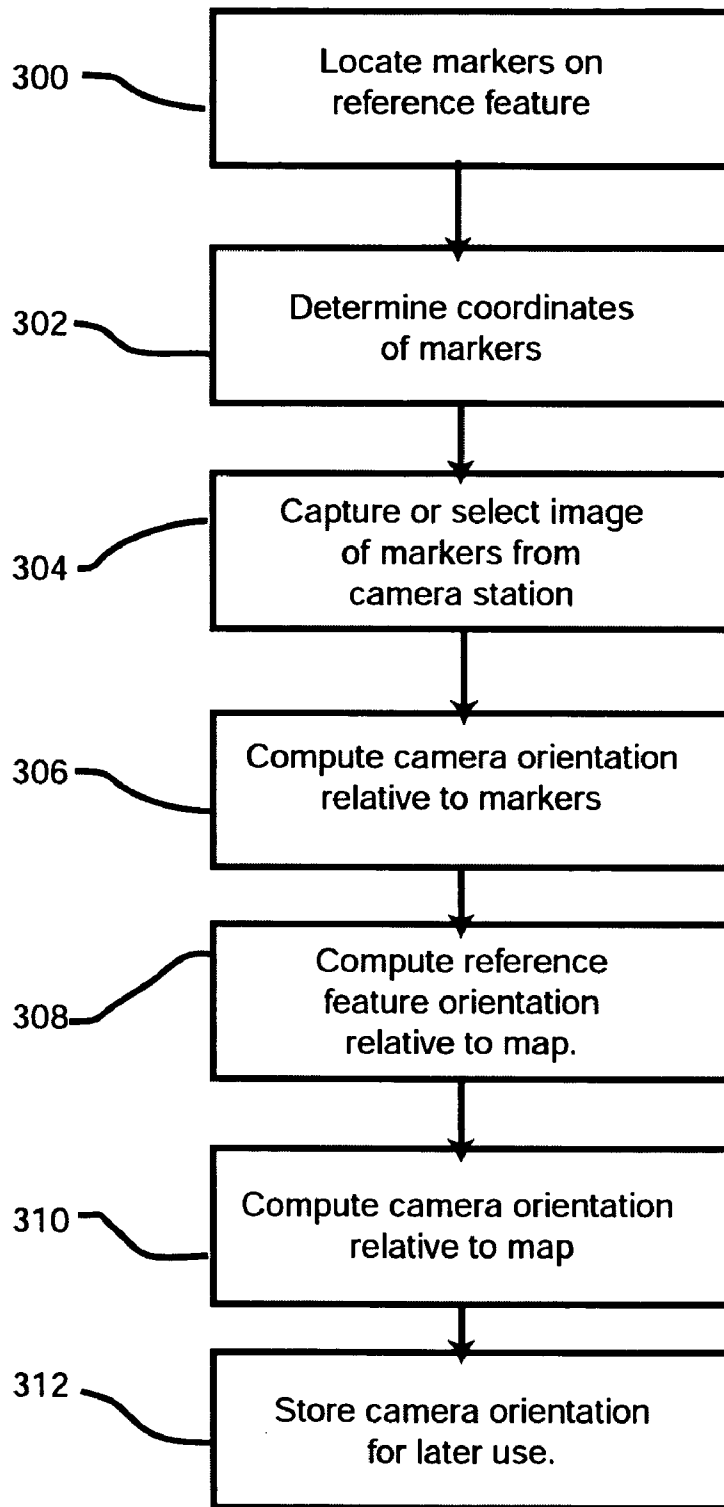 300
Locate markers on
reference feature
302
Determine coordinates
of markers
304
Capture or select image
of markers from
camera station
306
Compute camera orientation
relative to markers
308
Compute reference
feature orientation
relative to map.
310
Compute camera orientation
relative to map
312
Store camera orientation
for later use.